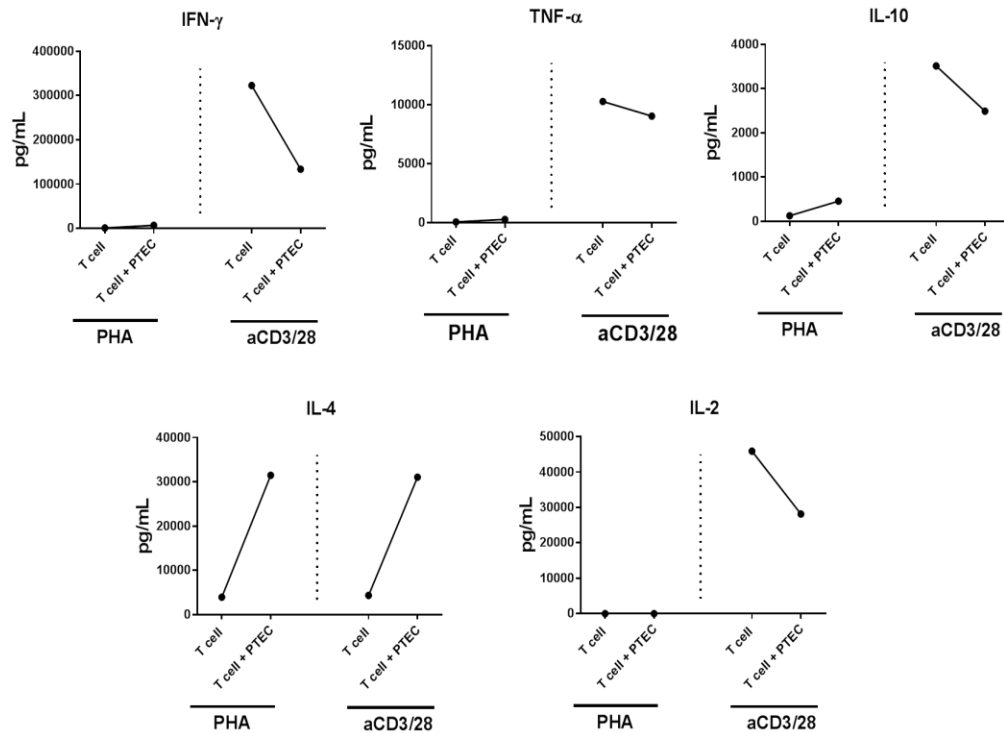 IFN-γ
400000
300000
200000
100000
0
pg/mL
T cell
T cell + PTEC
T cell
T cell + PTEC
PHA
aCD3/28
TNF-α
15000
10000
5000
0
pg/mL
T cell
T cell + PTEC
T cell
T cell + PTEC
PHA
aCD3/28
IL-10
4000
3000
2000
1000
0
pg/mL
T cell
T cell + PTEC
T cell
T cell + PTEC
PHA
aCD3/28
IL-4
40000
30000
20000
10000
0
pg/mL
T cell
T cell + PTEC
T cell
T cell + PTEC
PHA
aCD3/28
IL-2
50000
40000
30000
20000
10000
0
pg/mL
T cell
T cell + PTEC
T cell
T cell + PTEC
PHA
aCD3/28